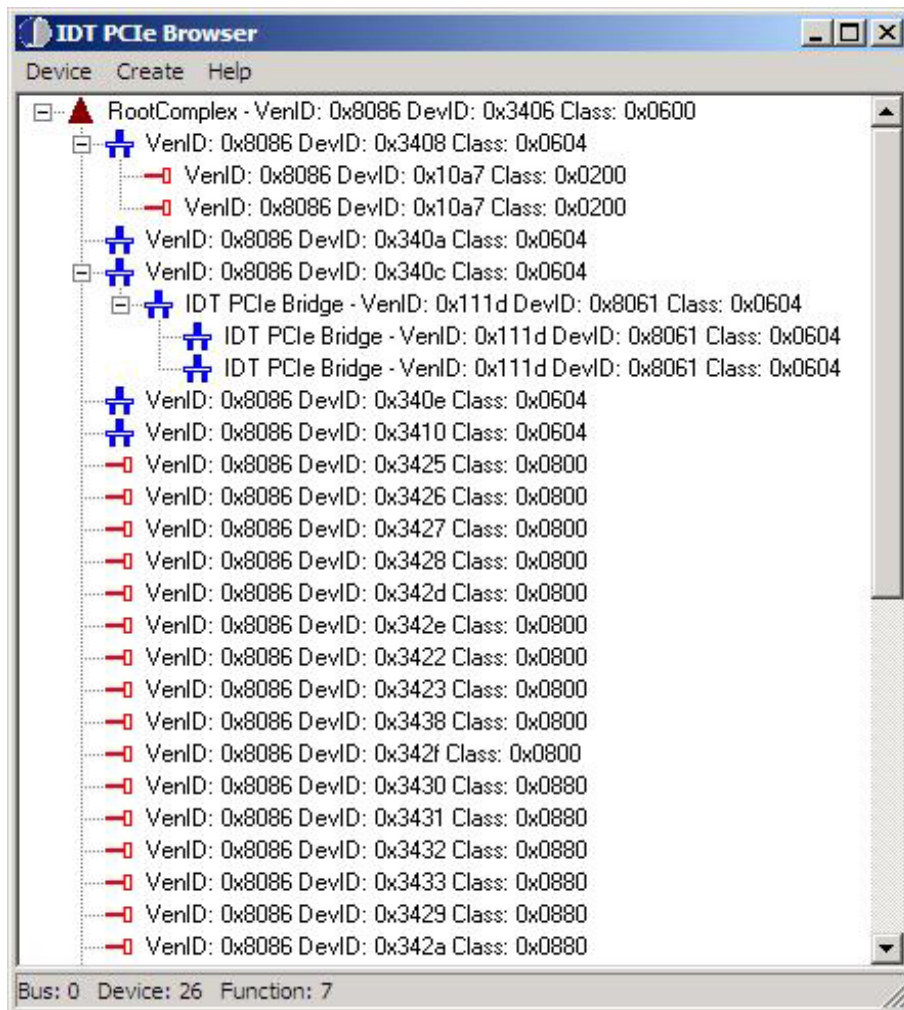 IDT PCIe Browser
Device Create Help
RootComplex - VenID: 0x8086 DevID: 0x3406 Class: 0x0600
VenID: 0x8086 DevID: 0x3408 Class: 0x0604
VenID: 0x8086 DevID: 0x10a7 Class: 0x0200
VenID: 0x8086 DevID: 0x10a7 Class: 0x0200
VenID: 0x8086 DevID: 0x340a Class: 0x0604
VenID: 0x8086 DevID: 0x340c Class: 0x0604
IDT PCIe Bridge - VenID: 0x111d DevID: 0x8061 Class: 0x0604
IDT PCIe Bridge - VenID: 0x111d DevID: 0x8061 Class: 0x0604
IDT PCIe Bridge - VenID: 0x111d DevID: 0x8061 Class: 0x0604
VenID: 0x8086 DevID: 0x340e Class: 0x0604
VenID: 0x8086 DevID: 0x3410 Class: 0x0604
VenID: 0x8086 DevID: 0x3425 Class: 0x0800
VenID: 0x8086 DevID: 0x3426 Class: 0x0800
VenID: 0x8086 DevID: 0x3427 Class: 0x0800
VenID: 0x8086 DevID: 0x3428 Class: 0x0800
VenID: 0x8086 DevID: 0x342d Class: 0x0800
VenID: 0x8086 DevID: 0x342e Class: 0x0800
VenID: 0x8086 DevID: 0x3422 Class: 0x0800
VenID: 0x8086 DevID: 0x3423 Class: 0x0800
VenID: 0x8086 DevID: 0x3438 Class: 0x0800
VenID: 0x8086 DevID: 0x342f Class: 0x0800
VenID: 0x8086 DevID: 0x3430 Class: 0x0880
VenID: 0x8086 DevID: 0x3431 Class: 0x0880
VenID: 0x8086 DevID: 0x3432 Class: 0x0880
VenID: 0x8086 DevID: 0x3433 Class: 0x0880
VenID: 0x8086 DevID: 0x3429 Class: 0x0880
VenID: 0x8086 DevID: 0x342a Class: 0x0880
Bus: 0 Device: 26 Function: 7